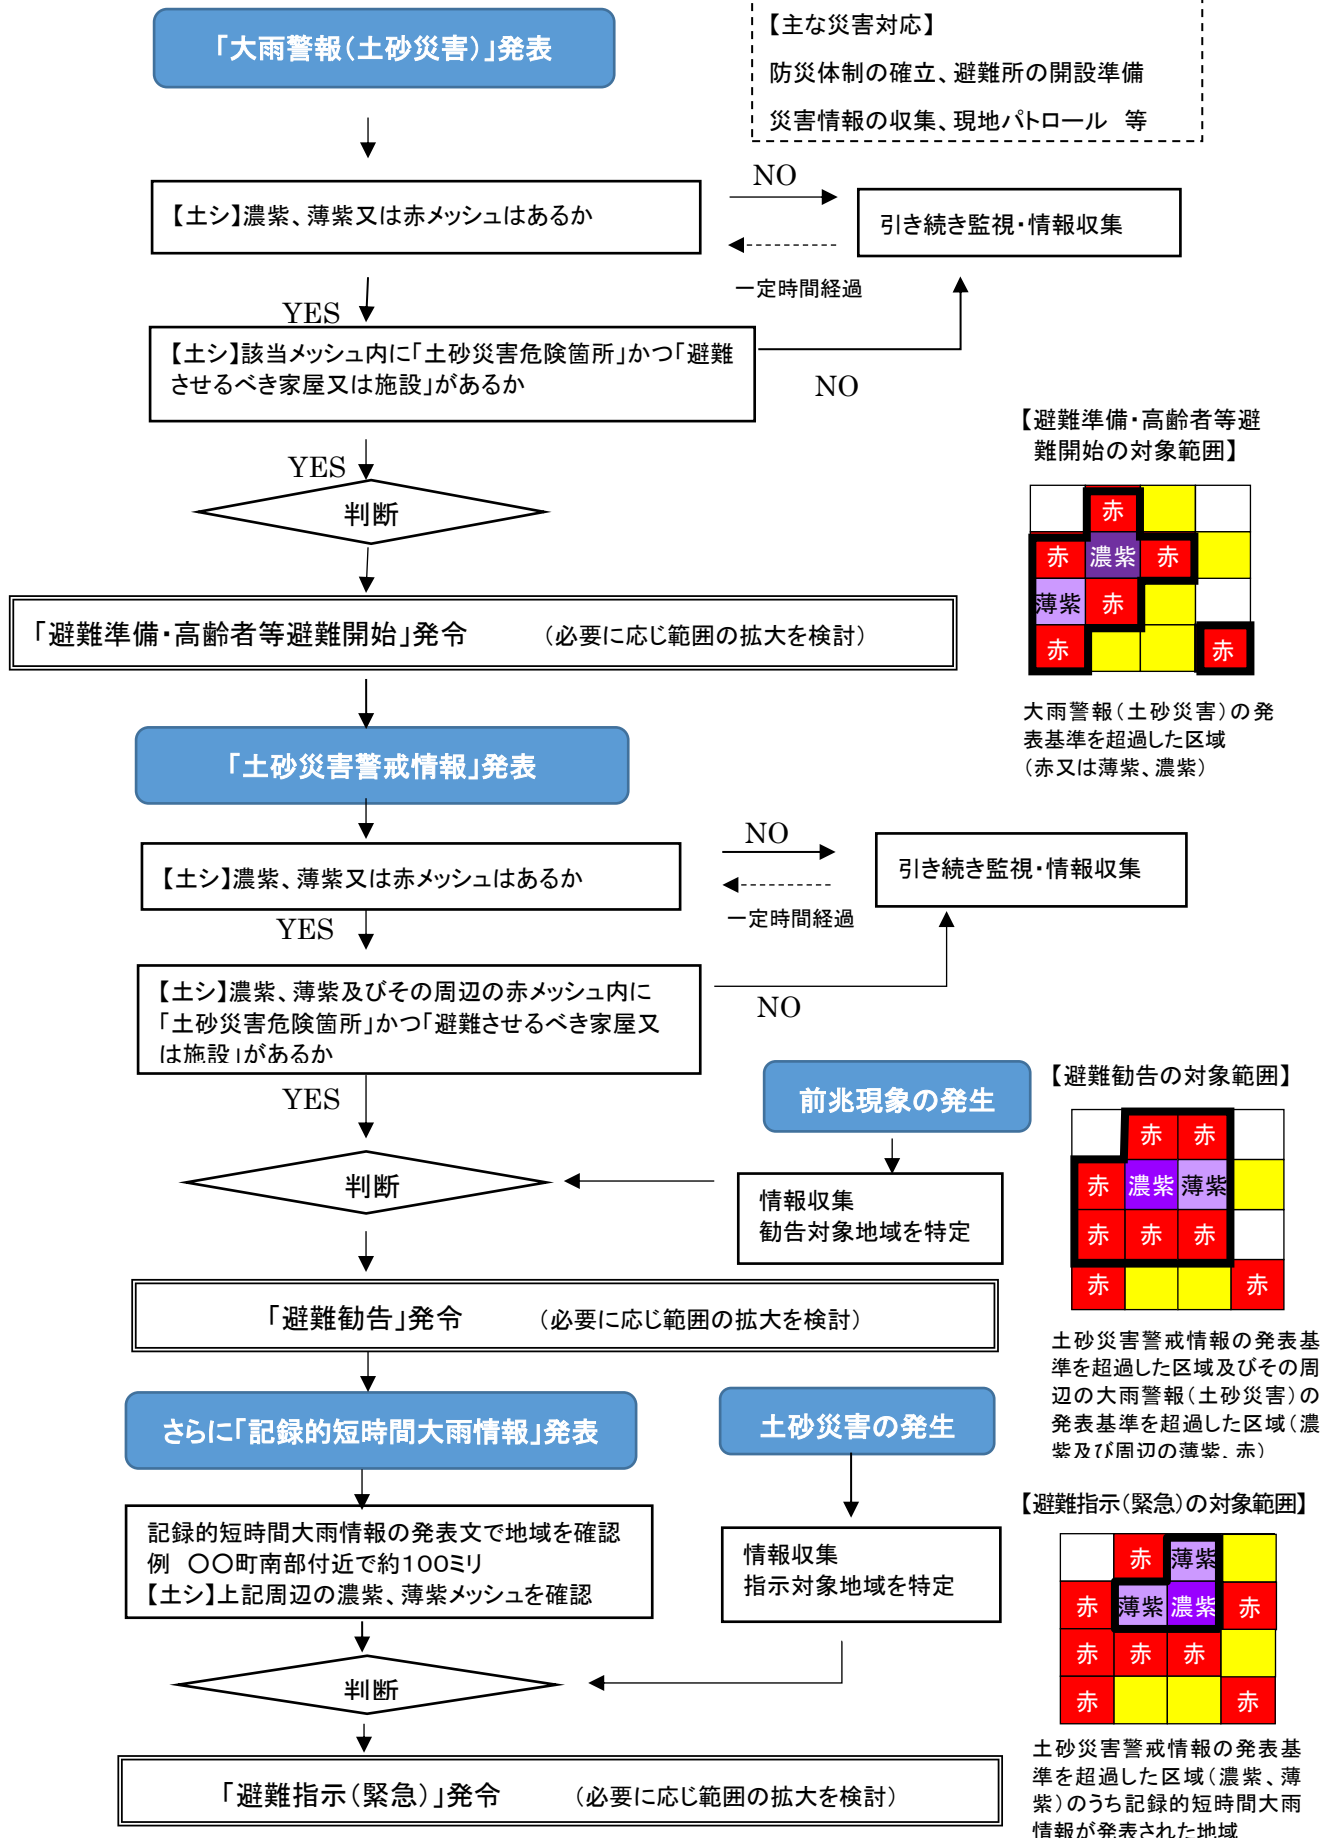 「大雨警報（土砂災害）」発表
【主な災害対応】
防災体制の確立、避難所の開設準備
災害情報の収集、現地パトロール　等
【土シ】濃紫、薄紫又は赤メッシュはあるか
NO
引き続き監視・情報収集
一定時間経過
YES
【土シ】該当メッシュ内に「土砂災害危険箇所」かつ「避難
させるべき家屋又は施設」があるか
NO
YES
判断
「避難準備・高齢者等避難開始」発令　　（必要に応じ範囲の拡大を検討）
【避難準備・高齢者等避
難開始の対象範囲】
赤
赤 濃紫 赤
薄紫 赤
赤 赤
大雨警報（土砂災害）の発
表基準を超過した区域
（赤又は薄紫、濃紫）
「土砂災害警戒情報」発表
【土シ】濃紫、薄紫又は赤メッシュはあるか
NO
引き続き監視・情報収集
一定時間経過
YES
【土シ】濃紫、薄紫及びその周辺の赤メッシュ内に
「土砂災害危険箇所」かつ「避難させるべき家屋又
は施設」があるか
NO
YES
前兆現象の発生
判断
情報収集
勧告対象地域を特定
「避難勧告」発令　　（必要に応じ範囲の拡大を検討）
【避難勧告の対象範囲】
赤 赤
赤 濃紫 薄紫
赤 赤 赤
赤 赤
土砂災害警戒情報の発表基
準を超過した区域及びその周
辺の大雨警報（土砂災害）の
発表基準を超過した区域（濃
紫及び周辺の薄紫、赤）
さらに「記録的短時間大雨情報」発表
土砂災害の発生
記録的短時間大雨情報の発表文で地域を確認
例　〇〇町南部付近で約１００ミリ
【土シ】上記周辺の濃紫、薄紫メッシュを確認
情報収集
指示対象地域を特定
判断
「避難指示（緊急）」発令　　（必要に応じ範囲の拡大を検討）
【避難指示（緊急）の対象範囲】
赤 薄紫
赤 薄紫 濃紫 赤
赤 赤 赤
赤 赤
土砂災害警戒情報の発表基
準を超過した区域（濃紫、薄
紫）のうち記録的短時間大雨
情報が発表された地域